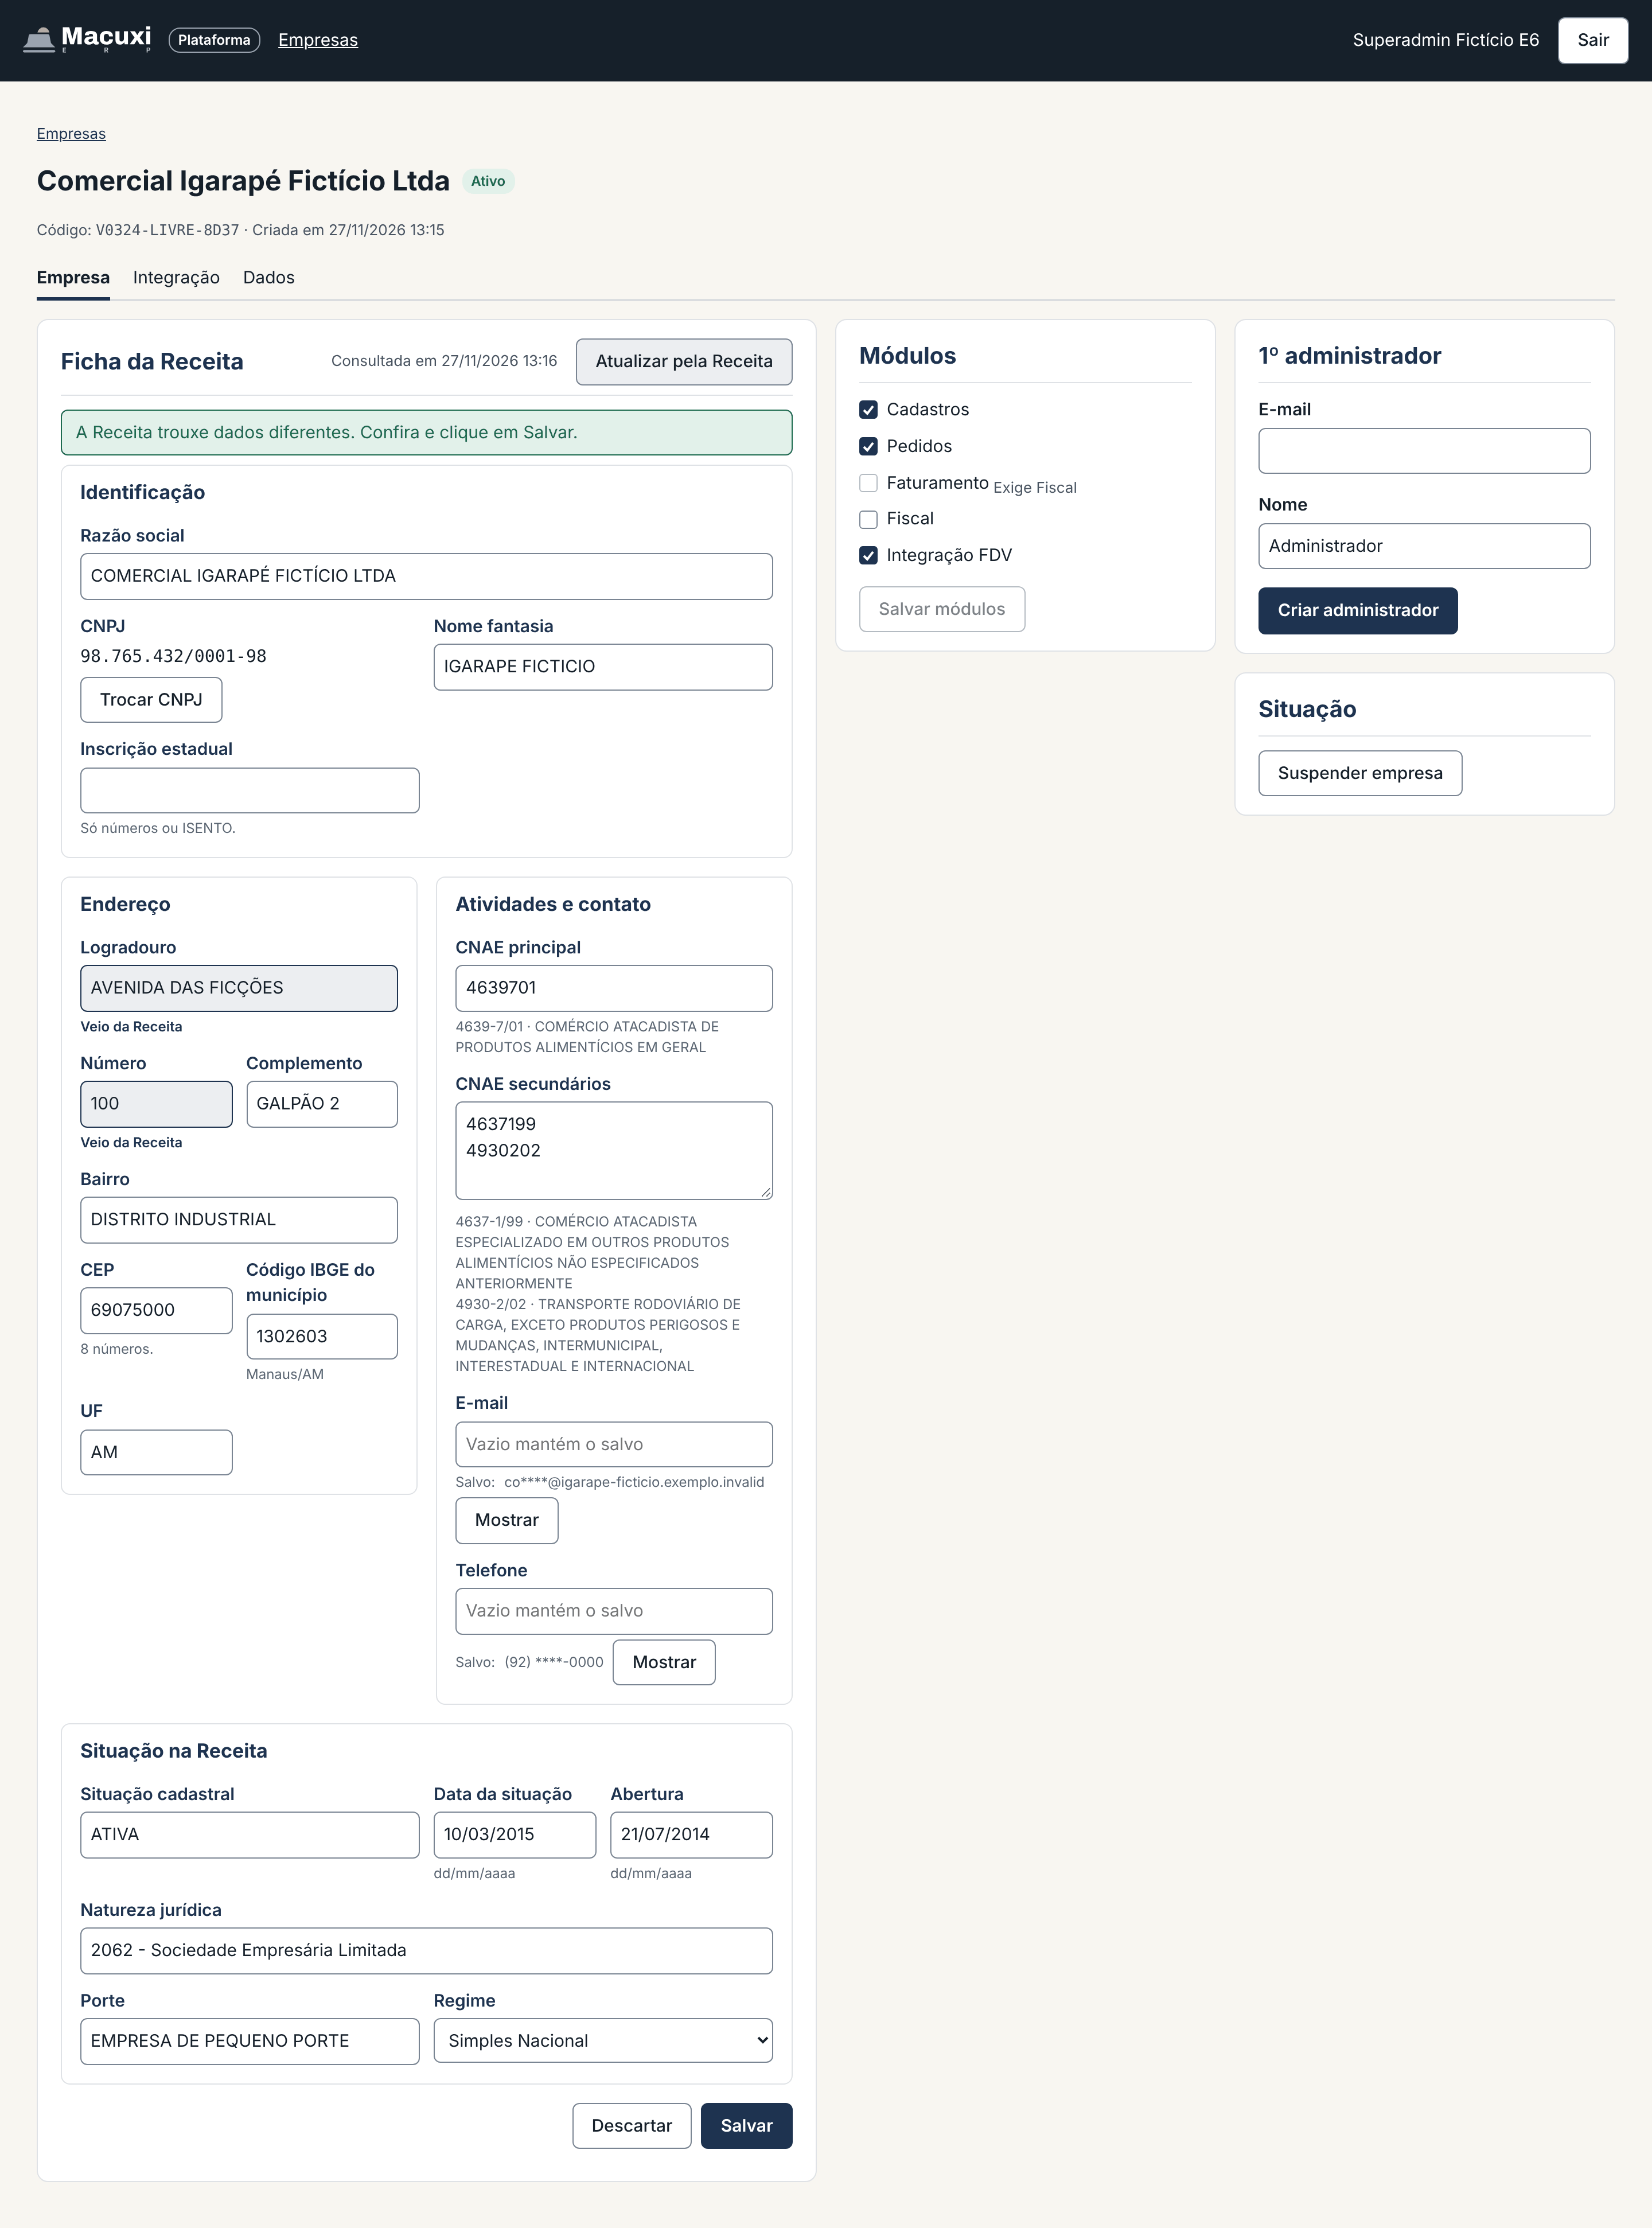 Macuxi
E R P
Plataforma
Empresas
Superadmin Fictício E6
Sair
Empresas
Comercial Igarapé Fictício Ltda
Ativo
Código: V0324-LIVRE-8D37 · Criada em 27/11/2026 13:15
Empresa
Integração
Dados
Ficha da Receita
Consultada em 27/11/2026 13:16
Atualizar pela Receita
A Receita trouxe dados diferentes. Confira e clique em Salvar.
Identificação
Razão social
COMERCIAL IGARAPÉ FICTÍCIO LTDA
CNPJ
98.765.432/0001-98
Trocar CNPJ
Nome fantasia
IGARAPE FICTICIO
Inscrição estadual
Só números ou ISENTO.
Endereço
Logradouro
AVENIDA DAS FICÇÕES
Veio da Receita
Número
100
Veio da Receita
Complemento
GALPÃO 2
Bairro
DISTRITO INDUSTRIAL
CEP
69075000
8 números.
Código IBGE do
município
1302603
Manaus/AM
UF
AM
Atividades e contato
CNAE principal
4639701
4639-7/01 · COMÉRCIO ATACADISTA DE
PRODUTOS ALIMENTÍCIOS EM GERAL
CNAE secundários
4637199
4930202
4637-1/99 · COMÉRCIO ATACADISTA
ESPECIALIZADO EM OUTROS PRODUTOS
ALIMENTÍCIOS NÃO ESPECIFICADOS
ANTERIORMENTE
4930-2/02 · TRANSPORTE RODOVIÁRIO DE
CARGA, EXCETO PRODUTOS PERIGOSOS E
MUDANÇAS, INTERMUNICIPAL,
INTERESTADUAL E INTERNACIONAL
E-mail
Vazio mantém o salvo
Salvo: co****@igarape-ficticio.exemplo.invalid
Mostrar
Telefone
Vazio mantém o salvo
Salvo: (92) ****-0000
Mostrar
Situação na Receita
Situação cadastral
ATIVA
Data da situação
10/03/2015
dd/mm/aaaa
Abertura
21/07/2014
dd/mm/aaaa
Natureza jurídica
2062 - Sociedade Empresária Limitada
Porte
EMPRESA DE PEQUENO PORTE
Regime
Simples Nacional
Descartar
Salvar
Módulos
Cadastros
Pedidos
Faturamento Exige Fiscal
Fiscal
Integração FDV
Salvar módulos
1º administrador
E-mail
Nome
Administrador
Criar administrador
Situação
Suspender empresa